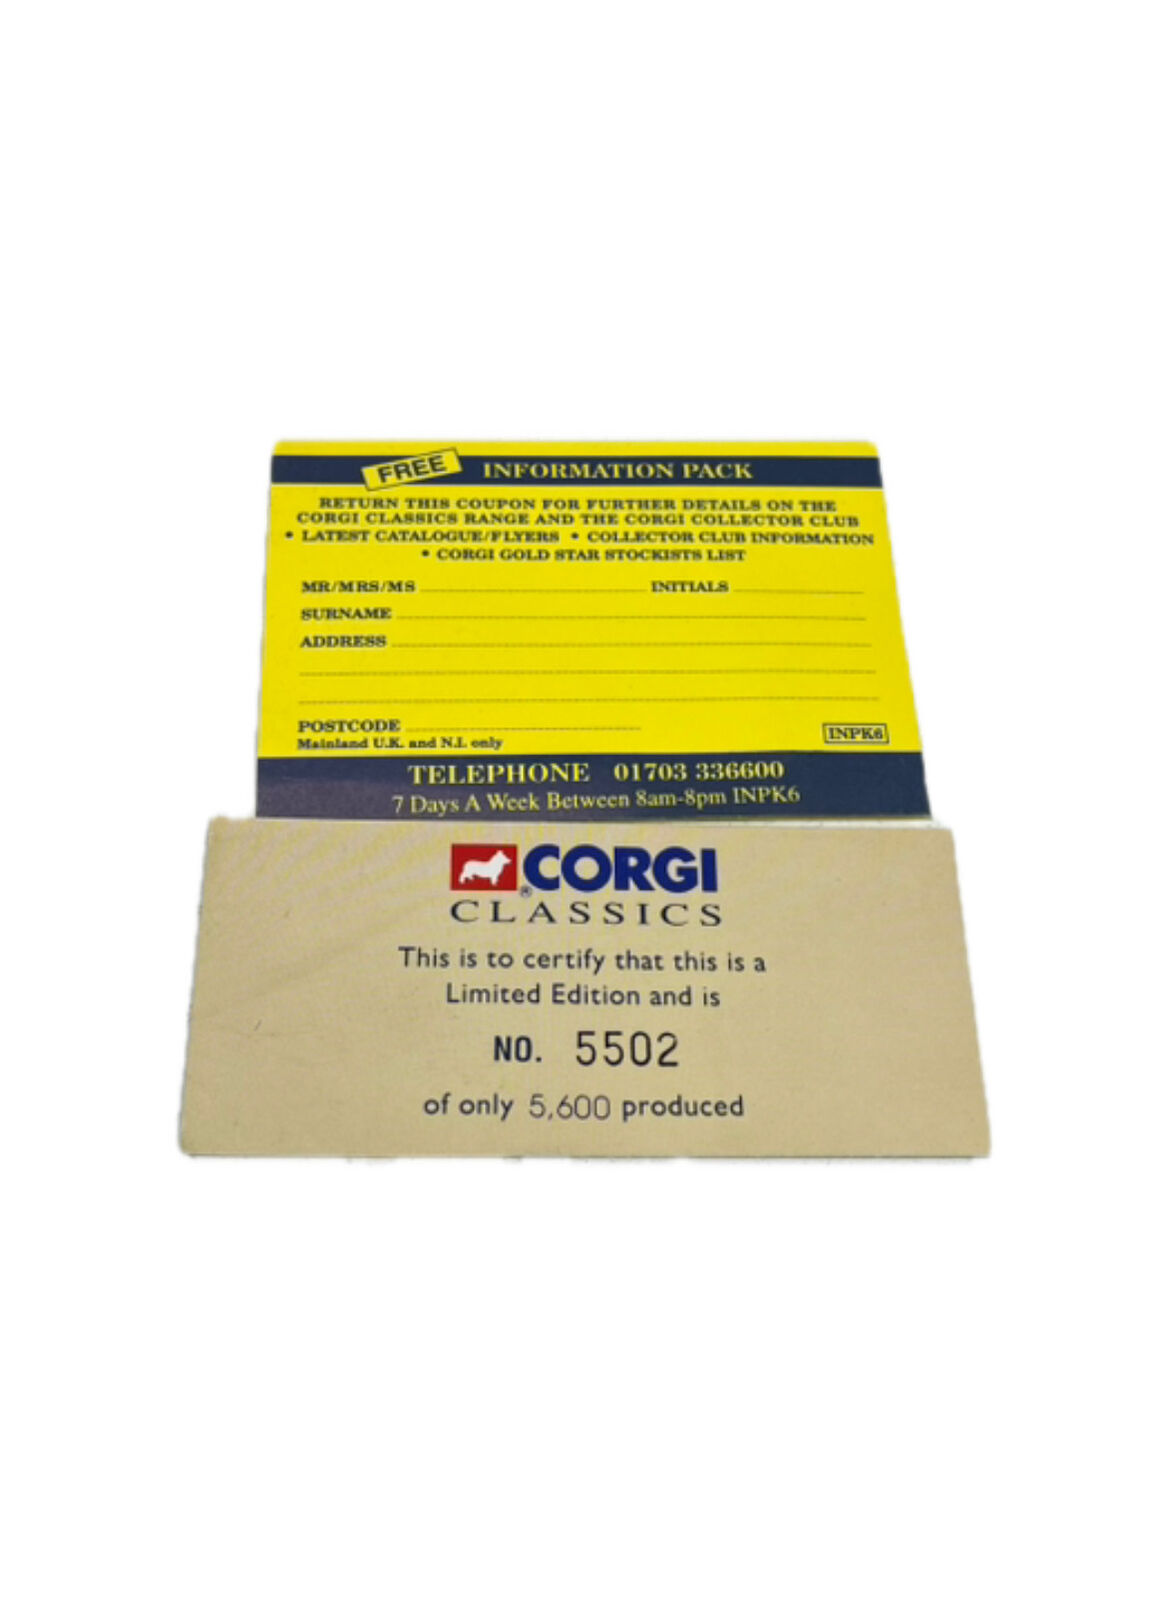 FREE INFORMATION PACK
RETURN THIS COUPON FOR FURTHER DETAILS ON THE
CORGI CLASSICS RANGE AND THE CORGI COLLECTOR CLUB
• LATEST CATALOGUE/FLYERS • COLLECTOR CLUB INFORMATION
• CORGI GOLD STAR STOCKISTS LIST
MR/MRS/MS INITIALS
SURNAME
ADDRESS
POSTCODE
Mainland U.K. and N.I. only INPK6
TELEPHONE 01703 336600
7 Days A Week Between 8am-8pm INPK6
® CORGI
CLASSICS
This is to certify that this is a
Limited Edition and is
NO. 5502
of only 5,600 produced